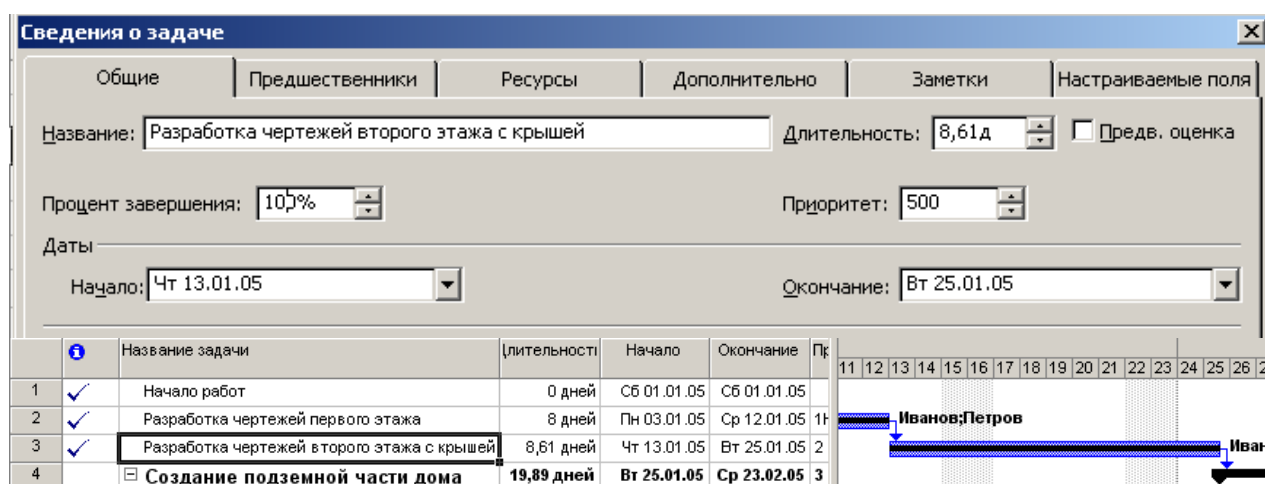 Сведения о задаче
Общие Предшественники Ресурсы Дополнительно Заметки Настраиваемые поля
Название: Разработка чертежей второго этажа с крышей Длительность: 8,61д Предв. оценка
Процент завершения: 100% Приоритет: 500
Даты
Начало: Чт 13.01.05 Окончание: Вт 25.01.05
Название задачи Длительность Начало Окончание Пр 11 12 13 14 15 16 17 18 19 20 21 22 23 24 25 26 2
1 Начало работ 0 дней Сб 01.01.05 Сб 01.01.05
2 Разработка чертежей первого этажа 8 дней Пн 03.01.05 Ср 12.01.05 1Н Иванов;Петров
3 Разработка чертежей второго этажа с крышей 8,61 дней Чт 13.01.05 Вт 25.01.05 2 Иван
4 Создание подземной части дома 19,89 дней Вт 25.01.05 Ср 23.02.05 3